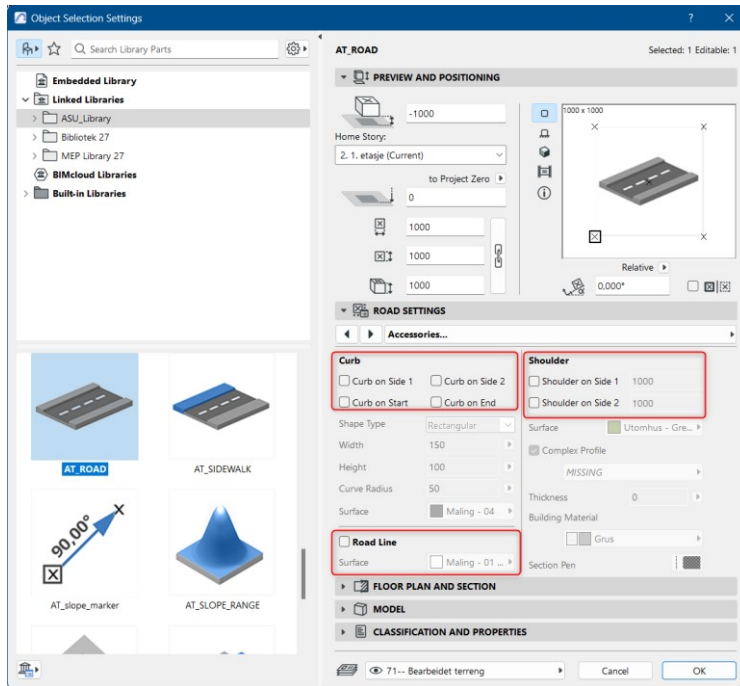 Object Selection Settings
?
Search Library Parts
Embedded Library
Linked Libraries
ASU_Library
Bibliotek 27
MEP Library 27
BIMcloud Libraries
Built-in Libraries
AT_ROAD
AT_SIDEWALK
90,00°
AT_slope_marker
AT_SLOPE_RANGE
AT_ROAD
Selected: 1 Editable: 1
PREVIEW AND POSITIONING
-1000
Home Story:
2. 1. etasje (Current)
to Project Zero
0
1000
1000
1000
1000 x 1000
Relative
0,000°
ROAD SETTINGS
Accessories...
Curb
Curb on Side 1
Curb on Side 2
Curb on Start
Curb on End
Shape Type
Rectangular
Width
150
Height
100
Curve Radius
50
Surface
Maling - 04
Road Line
Surface
Maling - 01 ...
Shoulder
Shoulder on Side 1
1000
Shoulder on Side 2
1000
Surface
Utomhus - Gre...
Complex Profile
MISSING
Thickness
0
Building Material
Grus
Section Pen
FLOOR PLAN AND SECTION
MODEL
CLASSIFICATION AND PROPERTIES
71-- Bearbeidet terreng
Cancel
OK